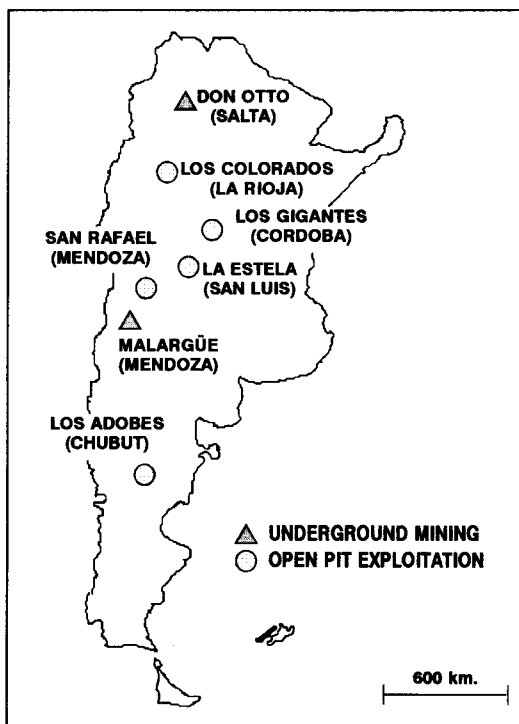 DON OTTO
(SALTA)
LOS COLORADOS
(LA RIOJA)
LOS GIGANTES
(CORDOBA)
SAN RAFAEL
(MENDOZA)
LA ESTELA
(SAN LUIS)
MALARGÜE
(MENDOZA)
LOS ADOBES
(CHUBUT)
UNDERGROUND MINING
OPEN PIT EXPLOITATION
600 km.